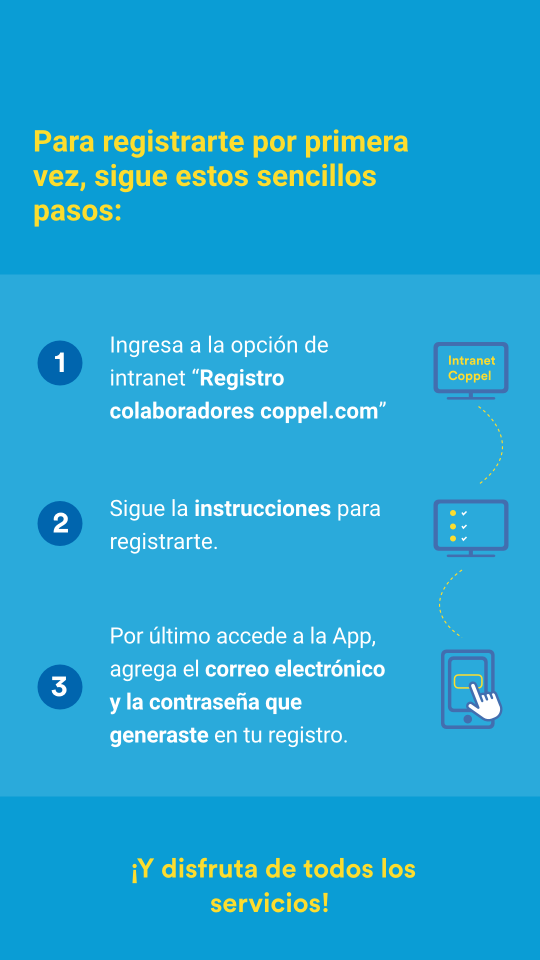 Para registrarte por primera
vez, sigue estos sencillos
pasos:
1
Ingresa a la opción de
intranet “Registro
colaboradores coppel.com”
Intranet
Coppel
2
Sigue la instrucciones para
registrarte.
3
Por último accede a la App,
agrega el correo electrónico
y la contraseña que
generaste en tu registro.
¡Y disfruta de todos los
servicios!